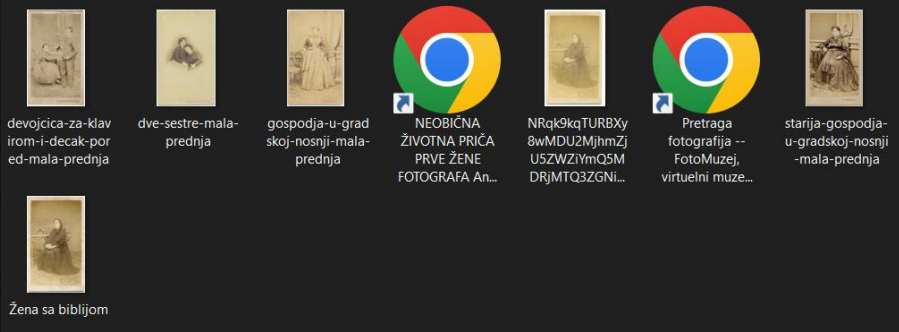 devojcica-za-klav
irom-i-decak-por
ed-mala-prednja
dve-sestre-mala-
prednja
gospodja-u-grad
skoj-nosnji-mala-
prednja
NEOBIČNA
ŽIVOTNA PRIČA
PRVE ŽENE
FOTOGRAFA An...
NRqk9kqTURBXy
8wMDU2MjhmZj
U5ZWZiYmQ5M
DRjMTQ3ZGNi...
Pretraga
fotografija --
FotoMuzej,
virtuelni muze...
starija-gospodja-
u-gradskoj-nosnji
-mala-prednja
Žena sa biblijom